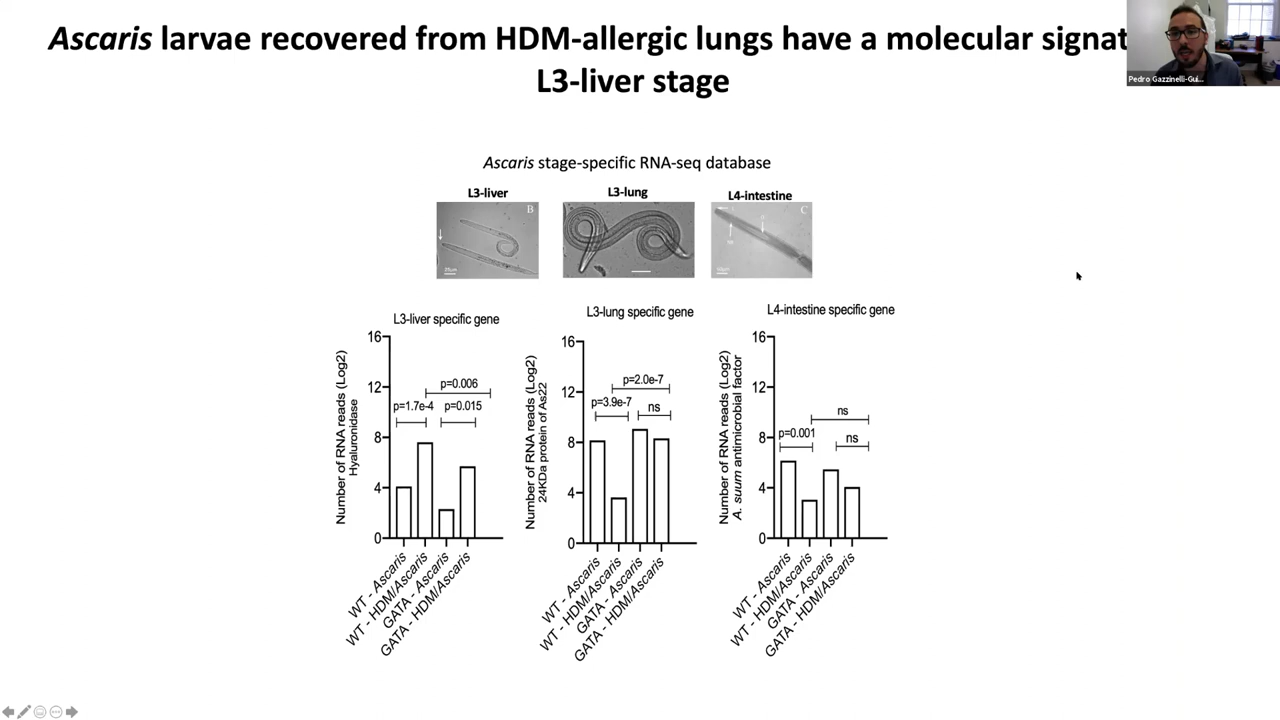 Ascaris larvae recovered from HDM-allergic lungs have a molecular signat
L3-liver stage
Pedro Gazzinelli-Gui...
Ascaris stage-specific RNA-seq database
L3-liver
L3-lung
L4-intestine
B
C
L3-liver specific gene
L3-lung specific gene
L4-intestine specific gene
Number of RNA reads (Log2)
Hyaluronidase
16
12
8
4
0
p=0.006
p=1.7e-4
p=0.015
WT - Ascaris
WT - HDM/Ascaris
GATA - Ascaris
GATA - HDM/Ascaris
Number of RNA reads (Log2)
24KDa protein of As22
16
12
8
4
0
p=2.0e-7
p=3.9e-7
ns
WT - Ascaris
WT - HDM/Ascaris
GATA - Ascaris
GATA - HDM/Ascaris
Number of RNA reads (Log2)
A. suum antimicrobial factor
16
12
8
4
0
ns
p=0.001
ns
WT - Ascaris
WT - HDM/Ascaris
GATA - Ascaris
GATA - HDM/Ascaris